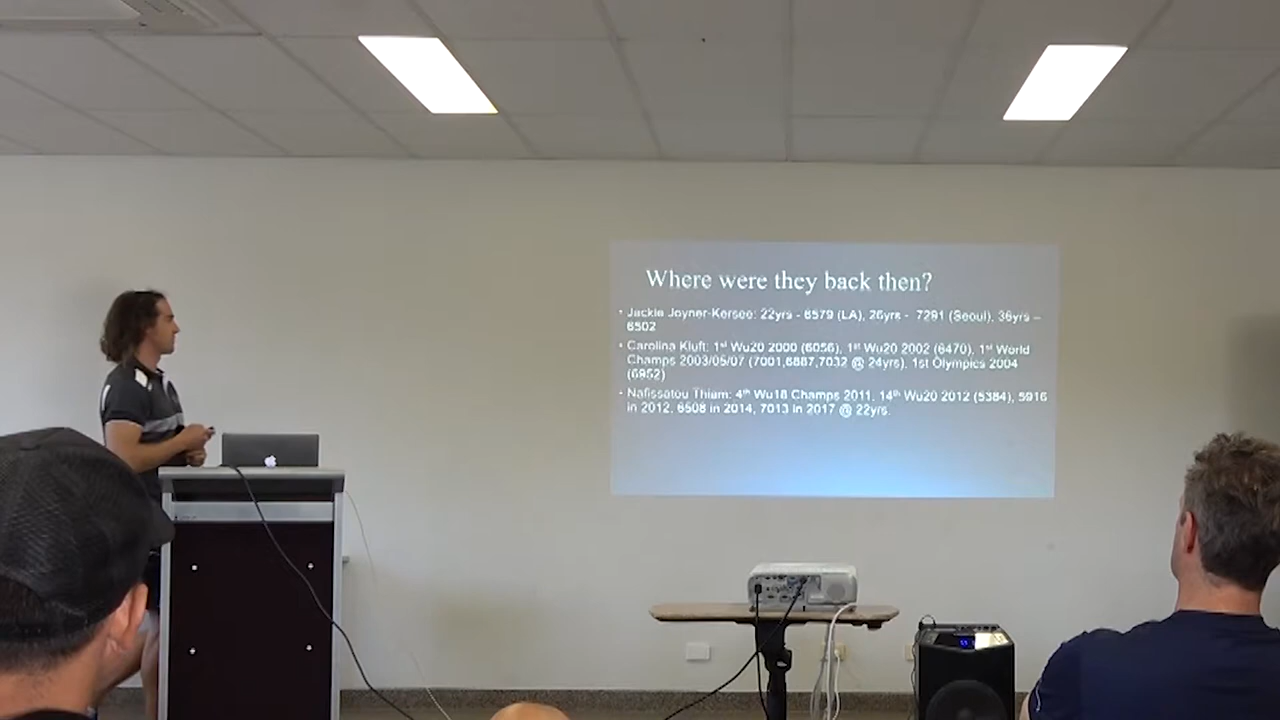 Where were they back then?
· Jackie Joyner-Kersee: 22yrs - 6579 (LA), 26yrs - 7291 (Seoul), 36yrs –
6502
· Carolina Kluft: 1st Wu20 2000 (6056), 1st Wu20 2002 (6470), 1st World
Champs 2003/05/07 (7001,6887,7032 @ 24yrs), 1st Olympics 2004
(6952)
· Nafissatou Thiam: 4th Wu18 Champs 2011, 14th Wu20 2012 (5384), 5916
in 2012, 6508 in 2014, 7013 in 2017 @ 22yrs.